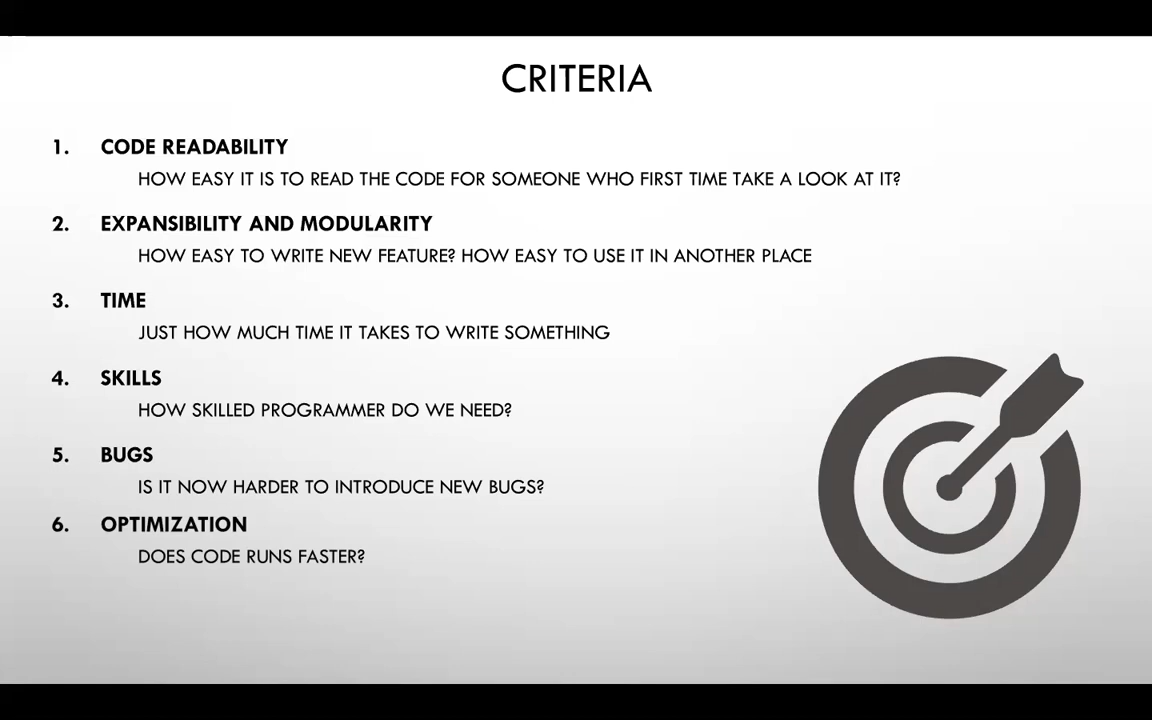 CRITERIA
1. CODE READABILITY
HOW EASY IT IS TO READ THE CODE FOR SOMEONE WHO FIRST TIME TAKE A LOOK AT IT?
2. EXPANSIBILITY AND MODULARITY
HOW EASY TO WRITE NEW FEATURE? HOW EASY TO USE IT IN ANOTHER PLACE
3. TIME
JUST HOW MUCH TIME IT TAKES TO WRITE SOMETHING
4. SKILLS
HOW SKILLED PROGRAMMER DO WE NEED?
5. BUGS
IS IT NOW HARDER TO INTRODUCE NEW BUGS?
6. OPTIMIZATION
DOES CODE RUNS FASTER?